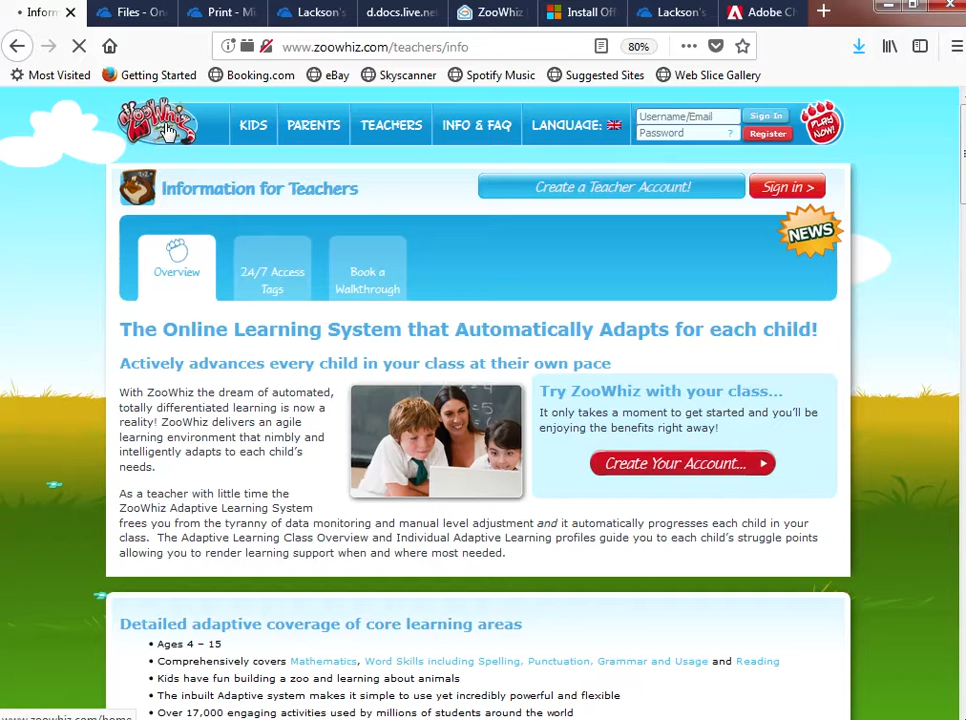 Inform
Files - On
Print - Mi
Lackson's
d.docs.live.ne
ZooWhiz
Install Off
Lackson's
Adobe Ch
www.zoowhiz.com/teachers/info
80%
Most Visited Getting Started Booking.com eBay Skyscanner Spotify Music Suggested Sites Web Slice Gallery
ZooWhiz
KIDS PARENTS TEACHERS INFO & FAQ LANGUAGE:
Username/Email Sign In
Password ? Register
PLAY NOW!
Information for Teachers
Create a Teacher Account!
Sign in >
NEWS
Overview
24/7 Access
Tags
Book a
Walkthrough
The Online Learning System that Automatically Adapts for each child!
Actively advances every child in your class at their own pace
With ZooWhiz the dream of automated,
totally differentiated learning is now a
reality! ZooWhiz delivers an agile
learning environment that nimbly and
intelligently adapts to each child's
needs.
Try ZooWhiz with your class...
It only takes a moment to get started and you'll be
enjoying the benefits right away!
Create Your Account...
As a teacher with little time the
ZooWhiz Adaptive Learning System
frees you from the tyranny of data monitoring and manual level adjustment and it automatically progresses each child in your
class. The Adaptive Learning Class Overview and Individual Adaptive Learning profiles guide you to each child's struggle points
allowing you to render learning support when and where most needed.
Detailed adaptive coverage of core learning areas
• Ages 4 – 15
• Comprehensively covers Mathematics, Word Skills including Spelling, Punctuation, Grammar and Usage and Reading
• Kids have fun building a zoo and learning about animals
• The inbuilt Adaptive system makes it simple to use yet incredibly powerful and flexible
• Over 17,000 engaging activities used by millions of students around the world
www.zoowhiz.com/home